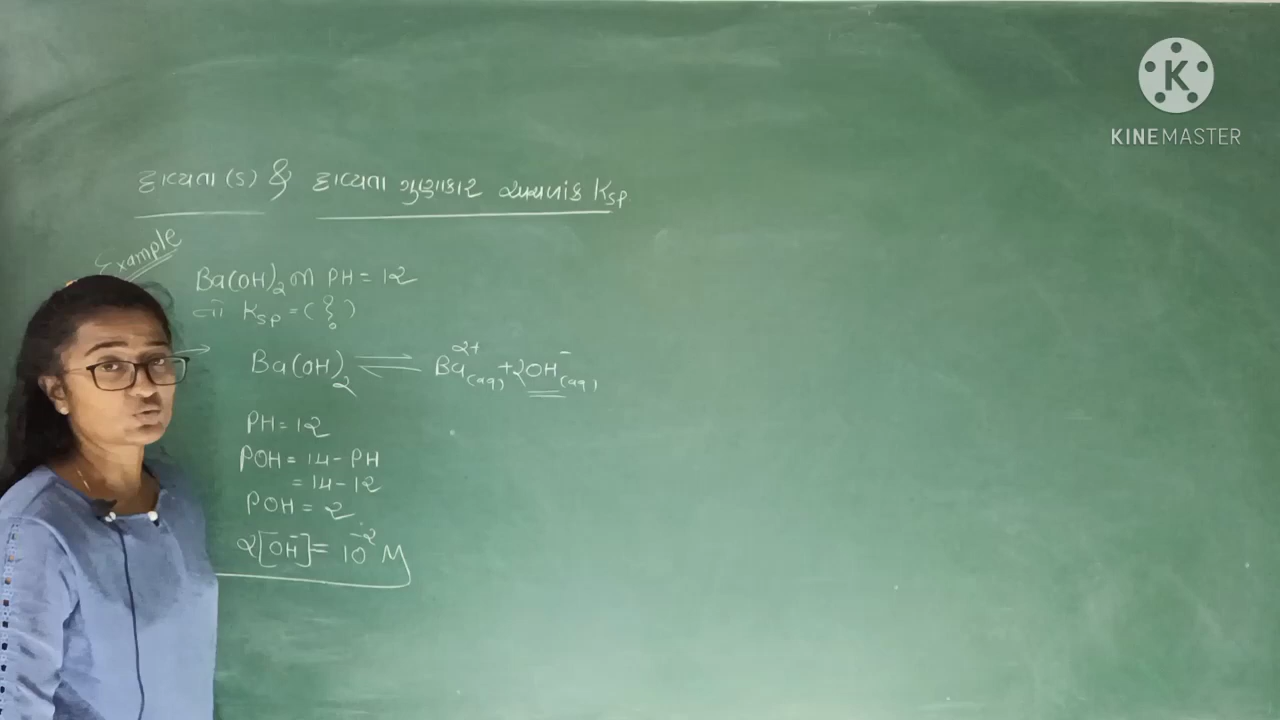 દ્રાવ્યતા (S) & દ્રાવ્યતા ગુણાકાર અચળાંક Ksp
Example
Ba(OH)₂ ની PH = 12
તો Ksp = (?)
Ba(OH)₂ ⇌ Ba²⁺(aq) + 2OH⁻(aq)
PH = 12
POH = 14 - PH
= 14 - 12
POH = 2
2[OH⁻] = 10⁻² M
KINEMASTER